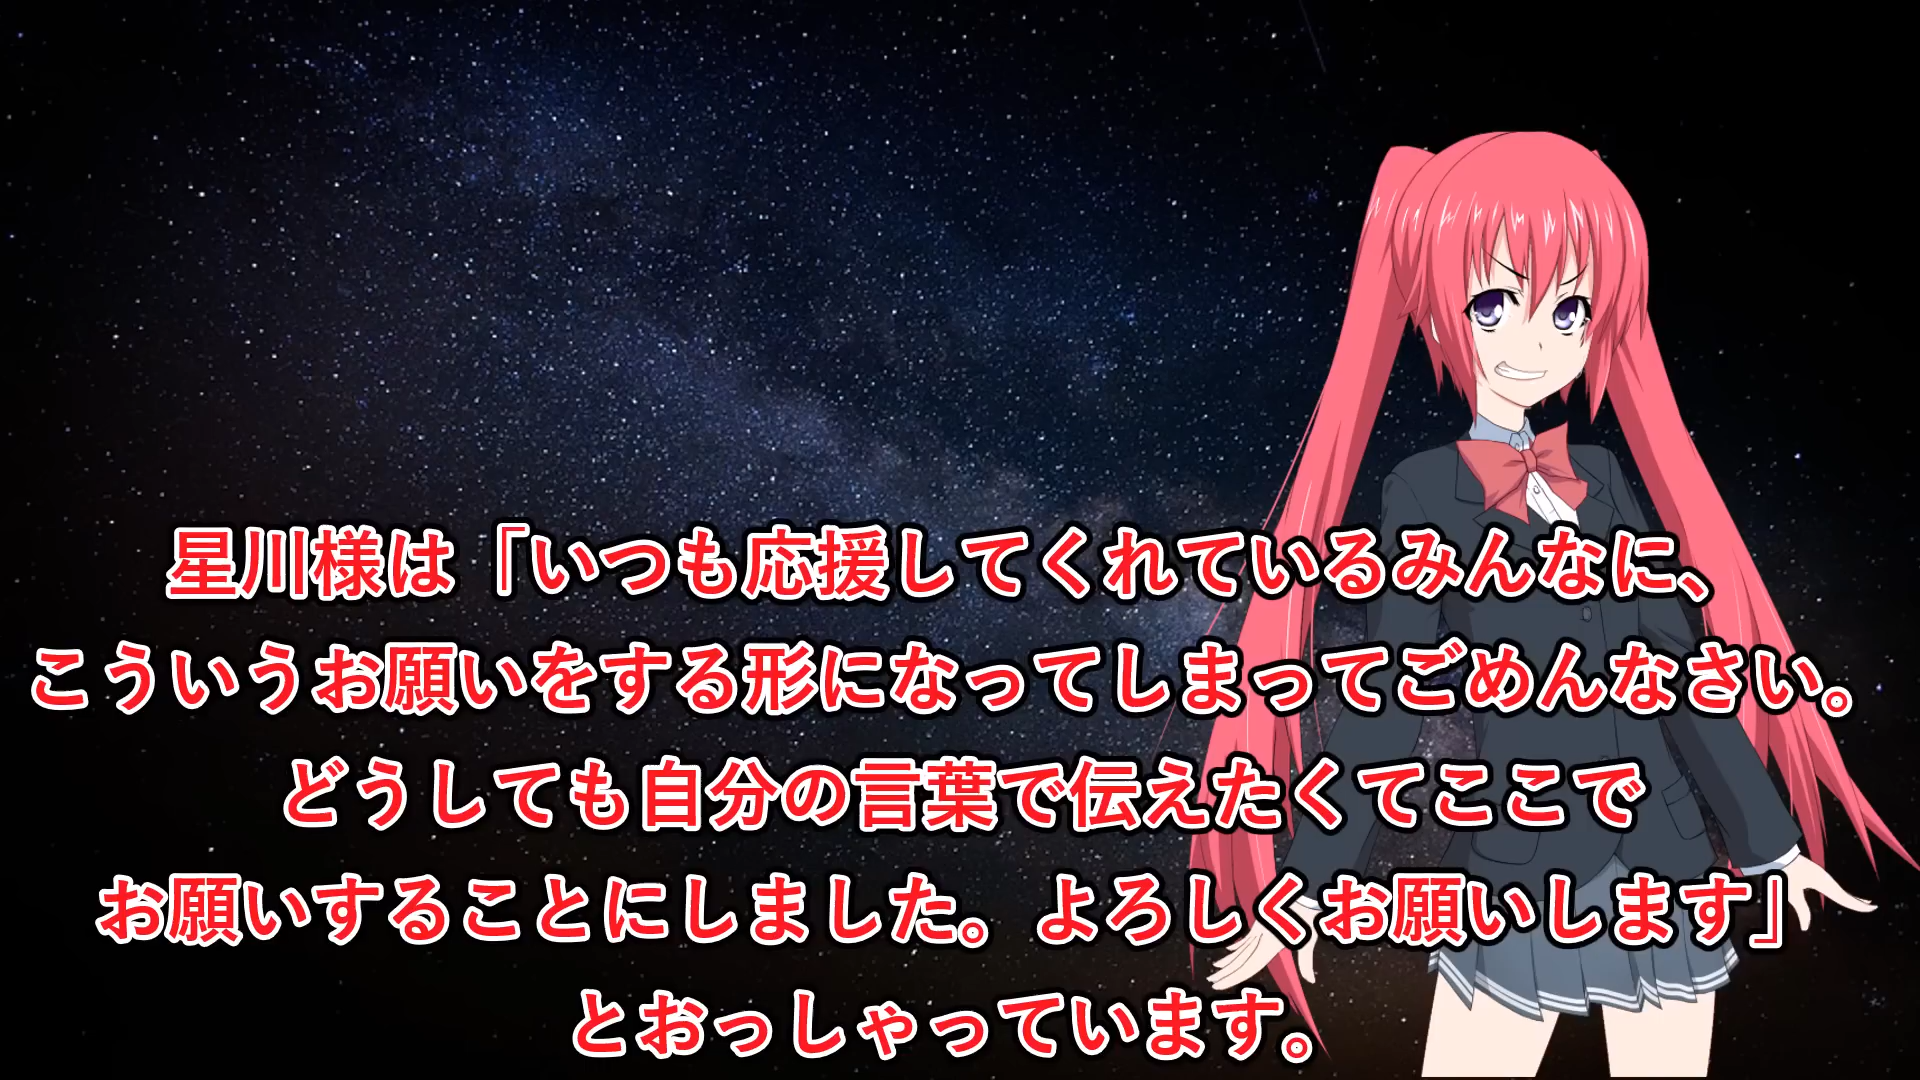 星川様は「いつも応援してくれているみんなに、
こういうお願いをする形になってしまってごめんなさい。
どうしても自分の言葉で伝えたくてここで
お願いすることにしました。よろしくお願いします」
とおっしゃっています。